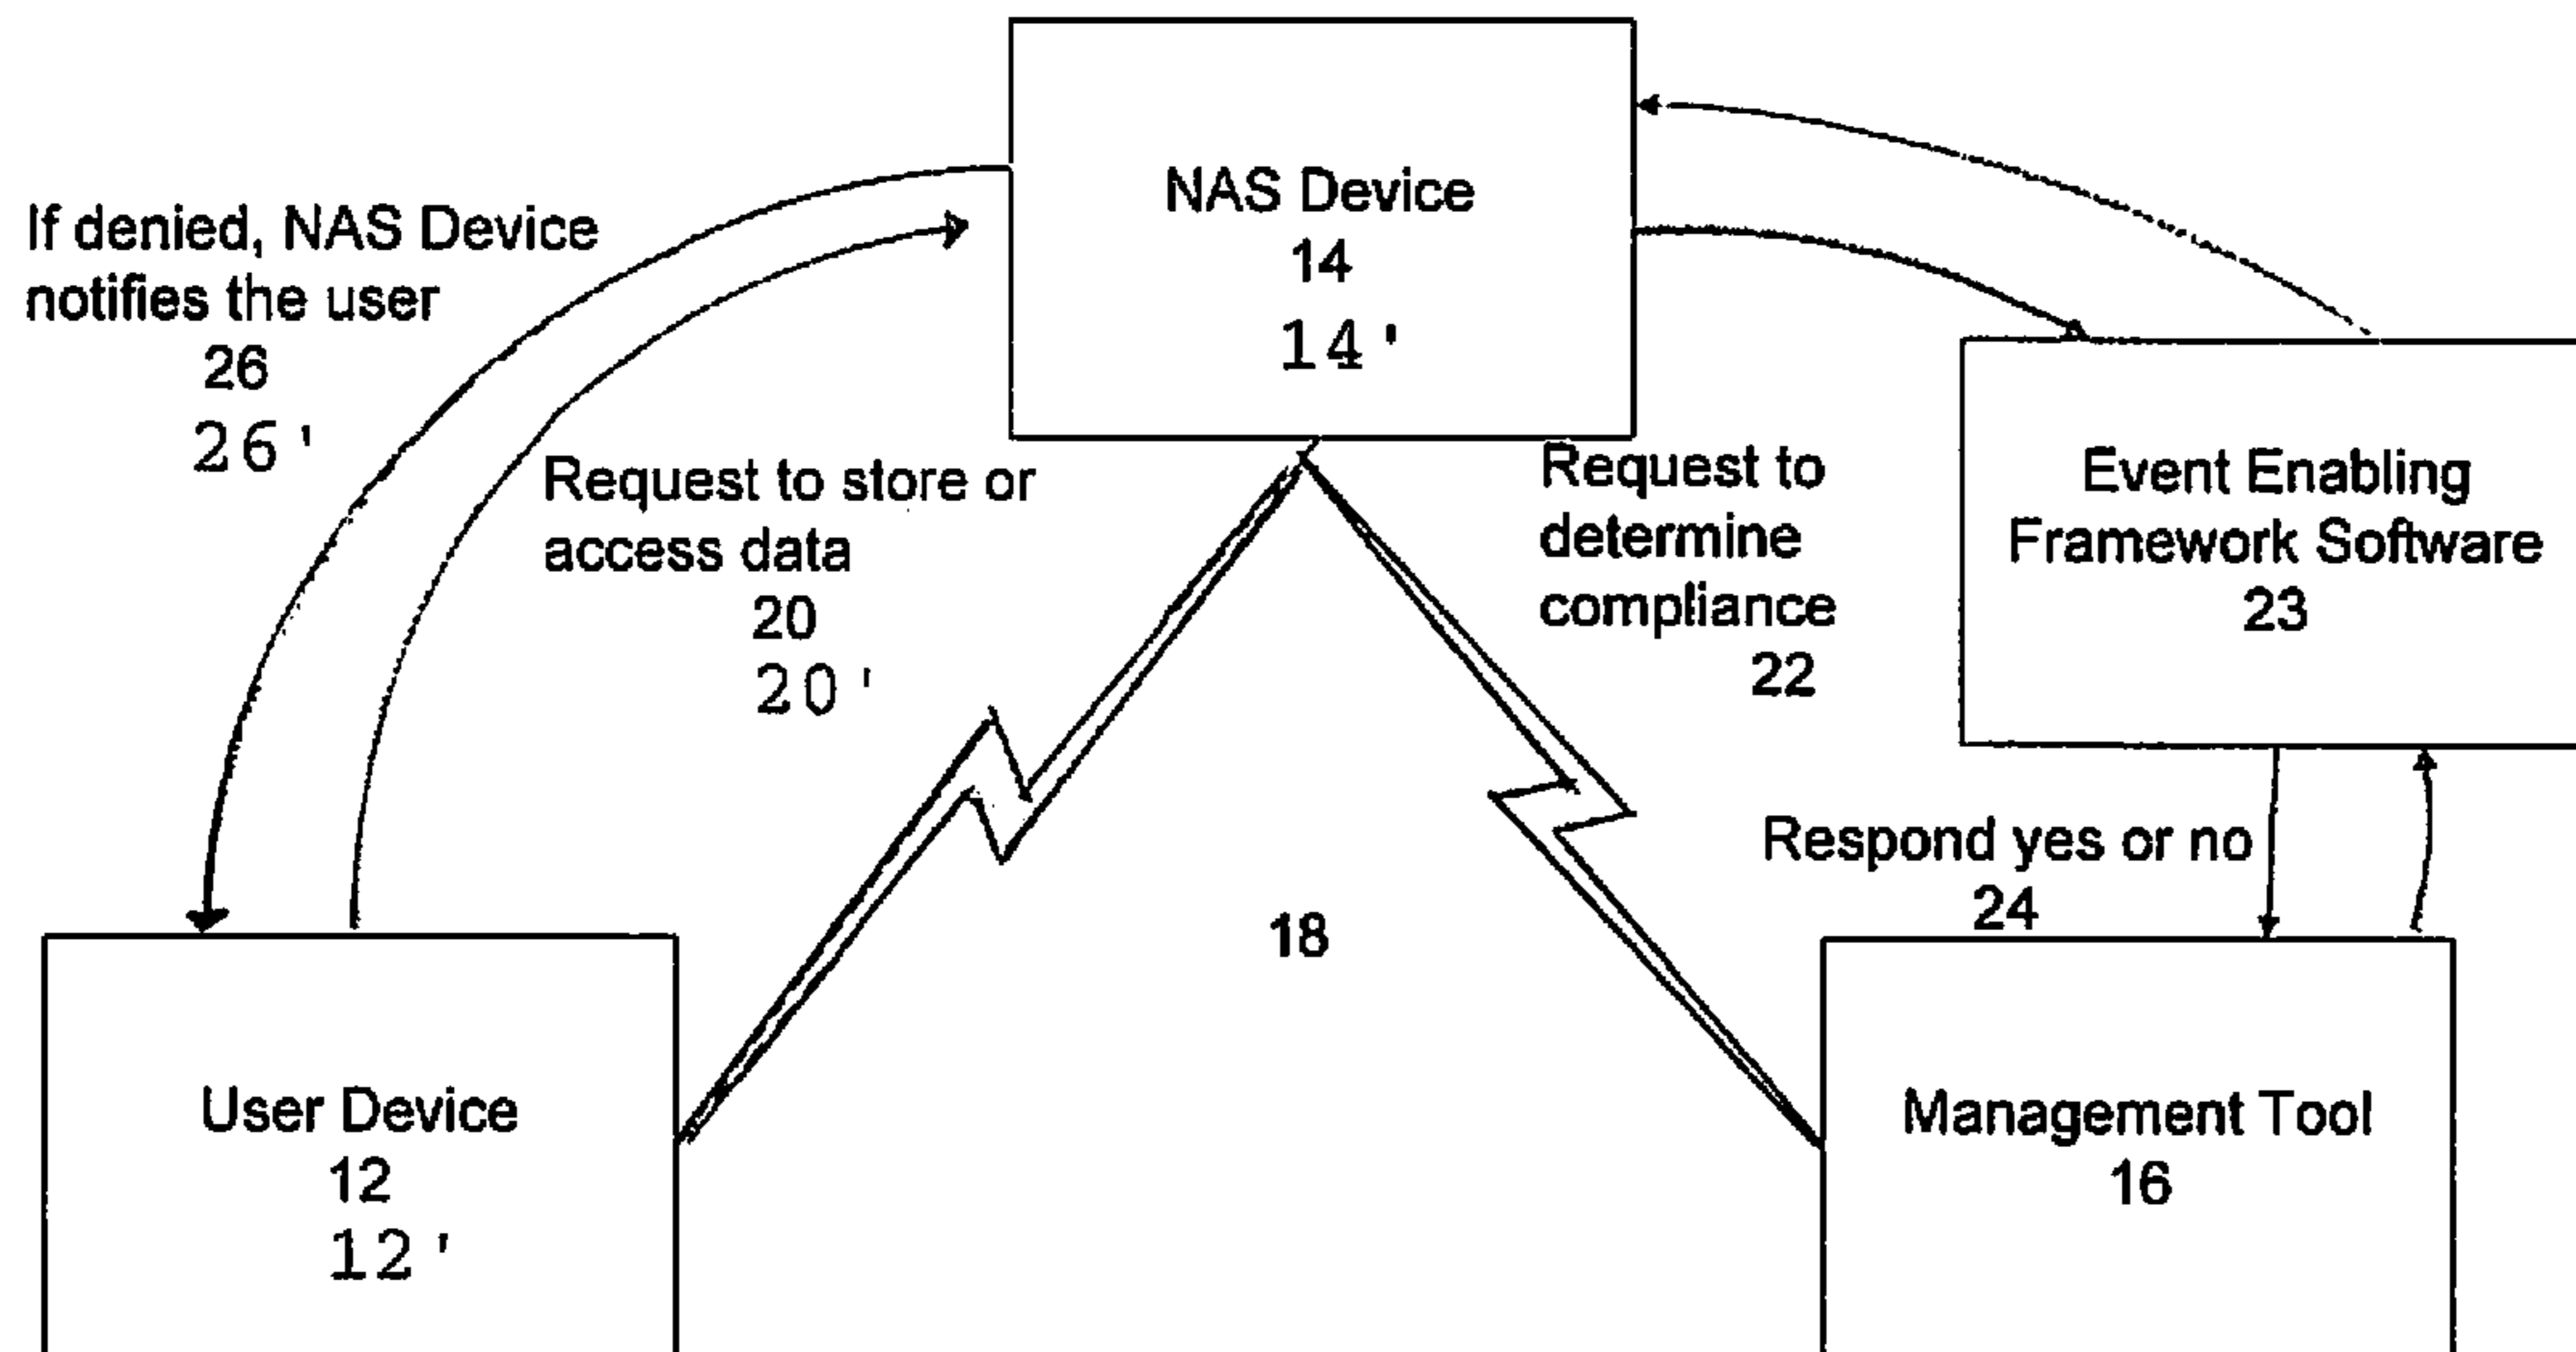 NAS Device
14
14'
If denied, NAS Device
notifies the user
26
26'
Request to store or
access data
20
20'
Request to
determine
compliance
22
Event Enabling
Framework Software
23
Respond yes or no
24
18
User Device
12
12'
Management Tool
16